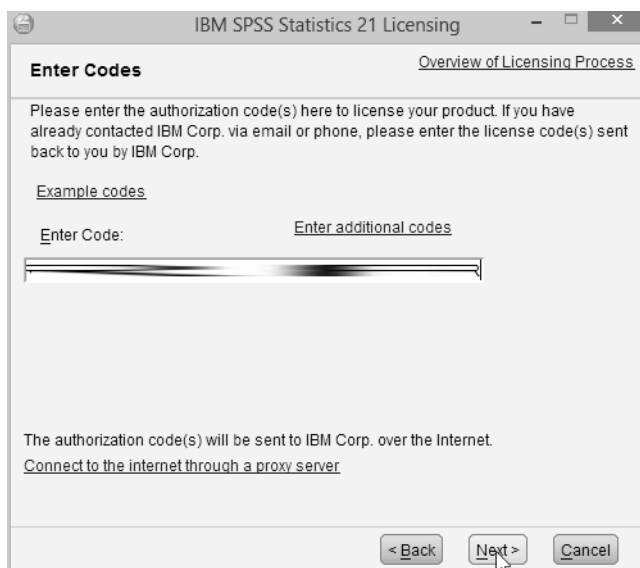 IBM SPSS Statistics 21 Licensing
Enter Codes
Overview of Licensing Process
Please enter the authorization code(s) here to license your product. If you have
already contacted IBM Corp. via email or phone, please enter the license code(s) sent
back to you by IBM Corp.
Example codes
Enter Code:
Enter additional codes
The authorization code(s) will be sent to IBM Corp. over the Internet.
Connect to the internet through a proxy server
< Back
Next >
Cancel